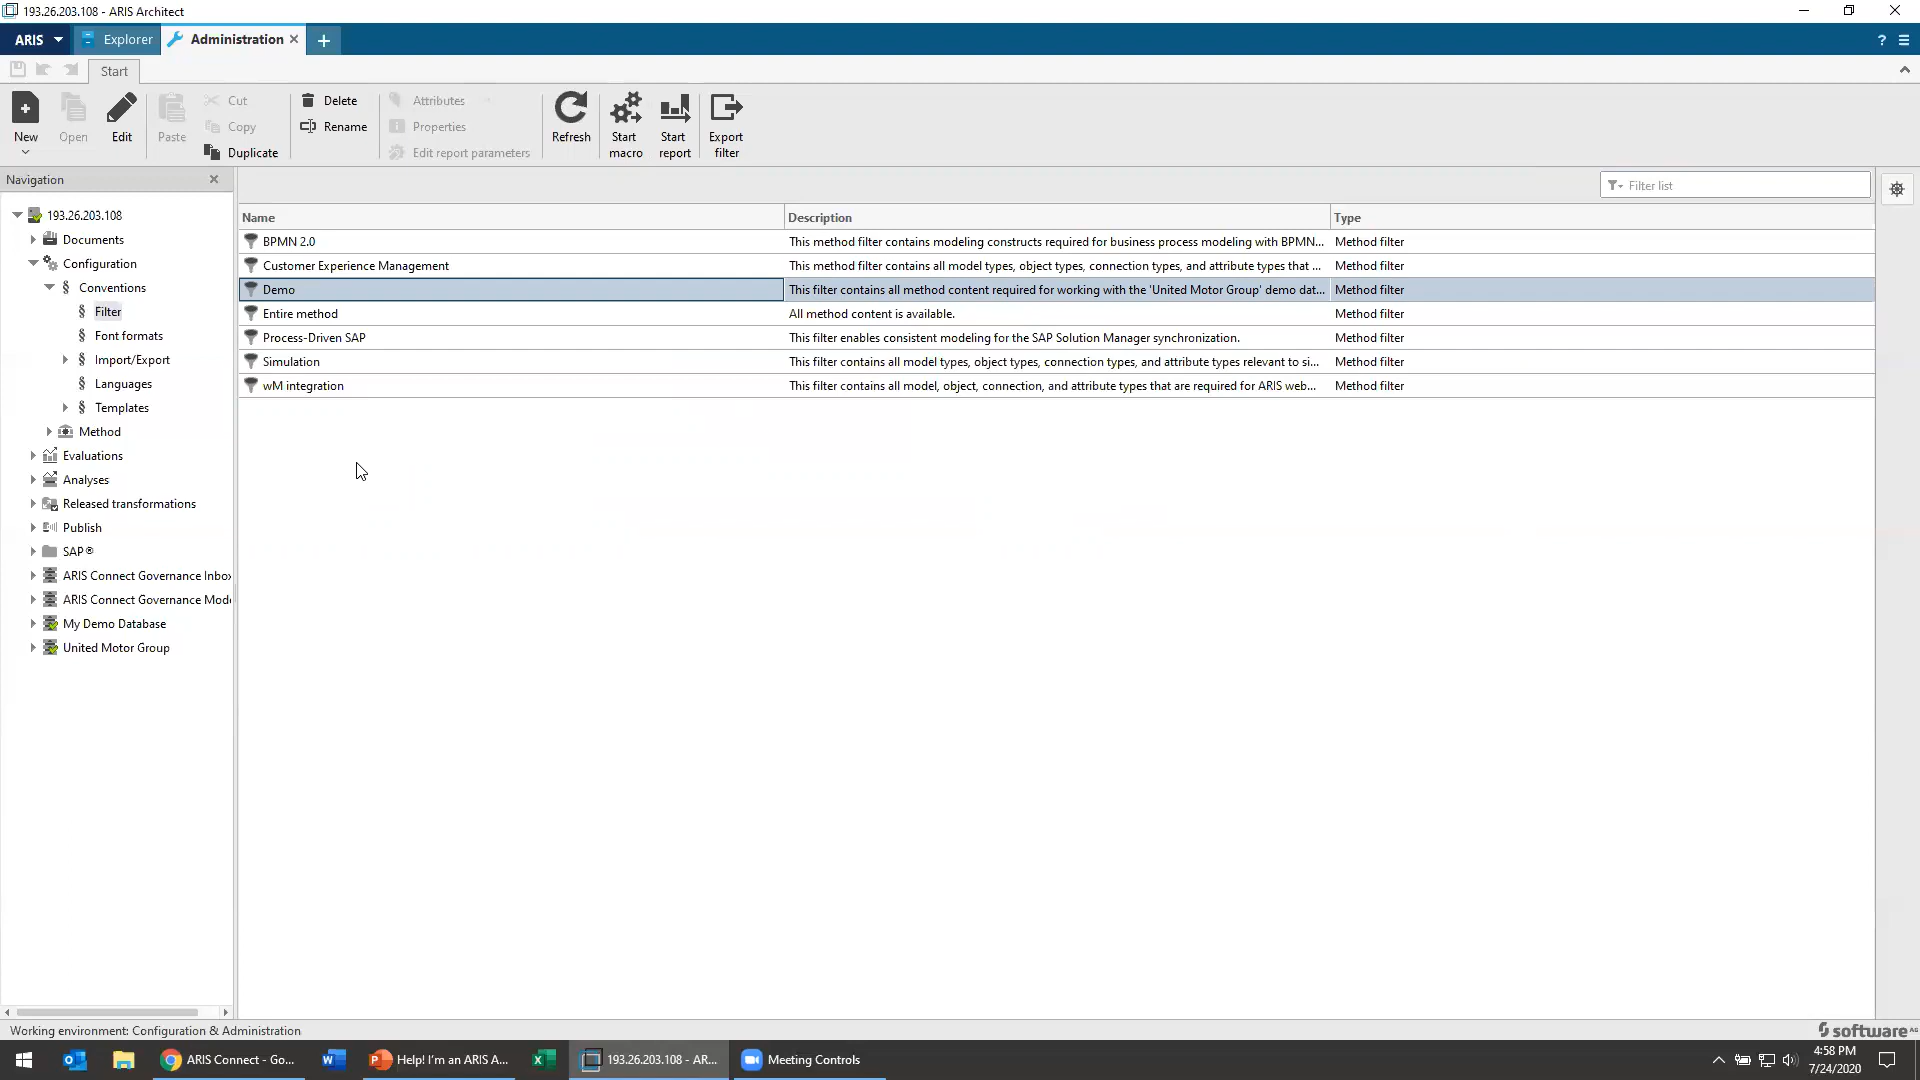 193.26.203.108 - ARIS Architect
ARIS
Explorer
Administration
Start
New
Open
Edit
Paste
Cut
Copy
Duplicate
Delete
Rename
Attributes
Properties
Edit report parameters
Refresh
Start macro
Start report
Export filter
Navigation
Filter list
193.26.203.108
Documents
Configuration
Conventions
Filter
Font formats
Import/Export
Languages
Templates
Method
Evaluations
Analyses
Released transformations
Publish
SAP®
ARIS Connect Governance Inbox
ARIS Connect Governance Mode
My Demo Database
United Motor Group
Name Description Type
BPMN 2.0 This method filter contains modeling constructs required for business process modeling with BPMN... Method filter
Customer Experience Management This method filter contains all model types, object types, connection types, and attribute types that ... Method filter
Demo This filter contains all method content required for working with the 'United Motor Group' demo dat... Method filter
Entire method All method content is available. Method filter
Process-Driven SAP This filter enables consistent modeling for the SAP Solution Manager synchronization. Method filter
Simulation This filter contains all model types, object types, connection types, and attribute types relevant to si... Method filter
wM integration This filter contains all model, object, connection, and attribute types that are required for ARIS web... Method filter
Working environment: Configuration & Administration
software AG
ARIS Connect - Go...
Help! I'm an ARIS A...
193.26.203.108 - AR...
Meeting Controls
4:58 PM
7/24/2020